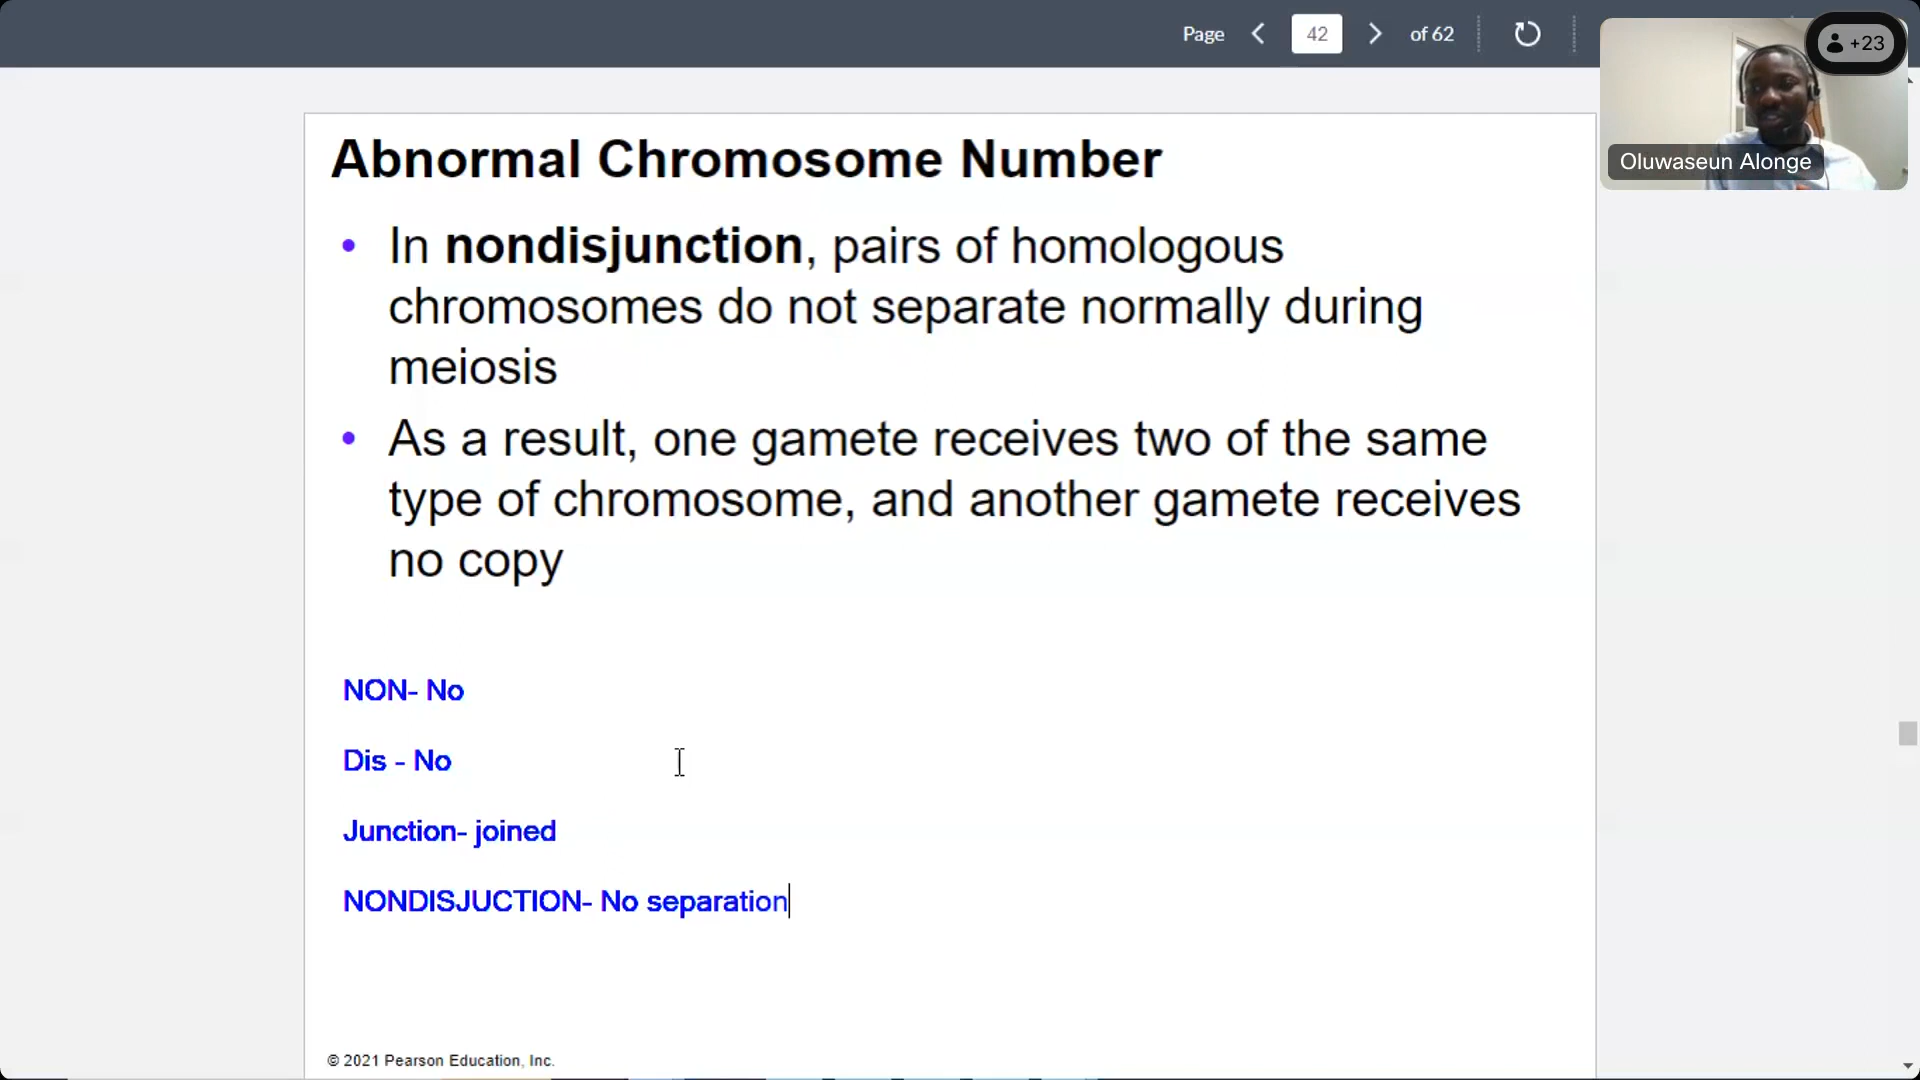 Page 42 of 62
+23
Oluwaseun Alonge
Abnormal Chromosome Number
• In nondisjunction, pairs of homologous
chromosomes do not separate normally during
meiosis
• As a result, one gamete receives two of the same
type of chromosome, and another gamete receives
no copy
NON- No
Dis - No
Junction- joined
NONDISJUCTION- No separation
© 2021 Pearson Education, Inc.